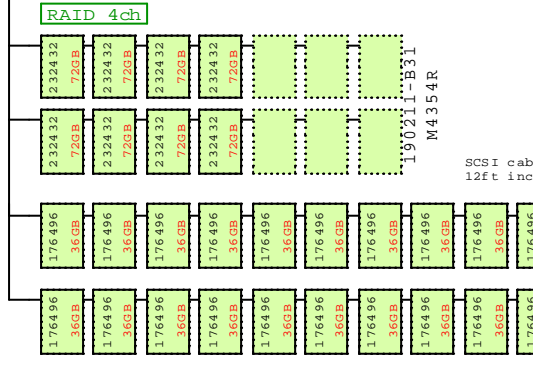 RAID 4ch
232432 72GB 232432 72GB 232432 72GB 232432 72GB
190211-B31
M4354R
232432 72GB 232432 72GB 232432 72GB 232432 72GB
SCSI cab
12ft inc
176496 36GB 176496 36GB 176496 36GB 176496 36GB 176496 36GB 176496 36GB 176496 36GB 176496 36GB 176496 36GB 176496
176496 36GB 176496 36GB 176496 36GB 176496 36GB 176496 36GB 176496 36GB 176496 36GB 176496 36GB 176496 36GB 176496